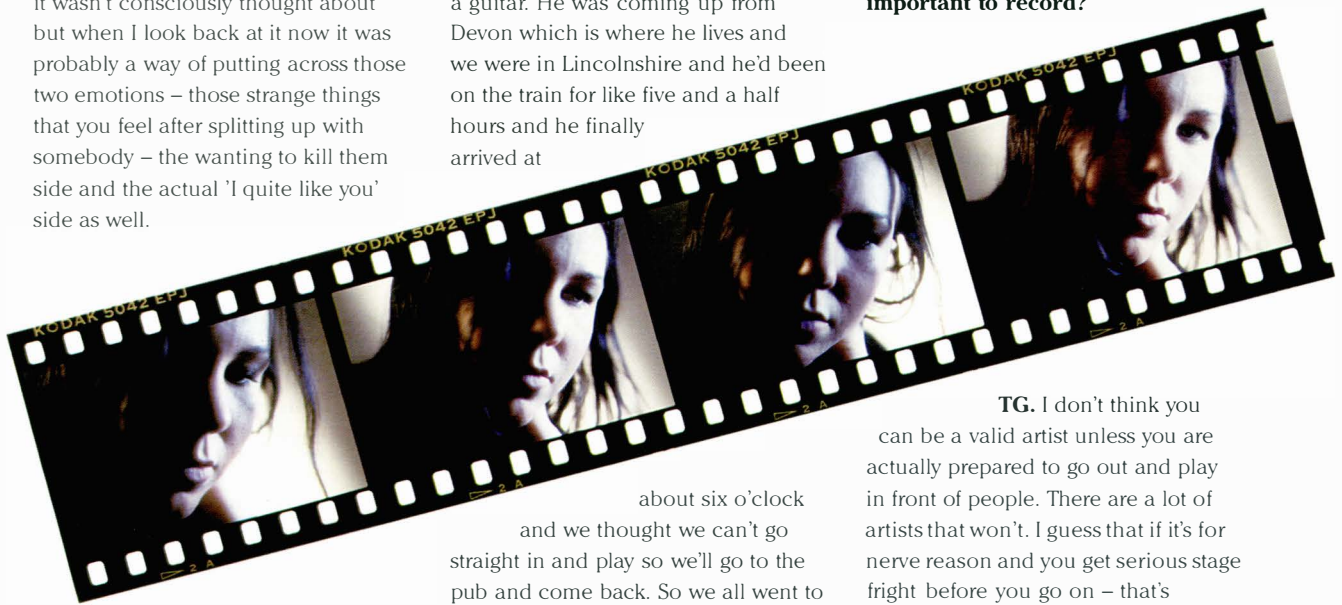 it wasn't consciously thought about
but when I look back at it now it was
probably a way of putting across those
two emotions – those strange things
that you feel after splitting up with
somebody – the wanting to kill them
side and the actual 'I quite like you'
side as well.
a guitar. He was coming up from
Devon which is where he lives and
we were in Lincolnshire and he'd been
on the train for like five and a half
hours and he finally
arrived at
about six o'clock
and we thought we can't go
straight in and play so we'll go to the
pub and come back. So we all went to
important to record?
TG. I don't think you
can be a valid artist unless you are
actually prepared to go out and play
in front of people. There are a lot of
artists that won't. I guess that if it's for
nerve reason and you get serious stage
fright before you go on – that's
KODAK 5042 EPJ
KODAK 5042 EPJ
KODAK 5042 EPJ
KODAK 5042 EPJ
2 A
2 A
2 A
2 A